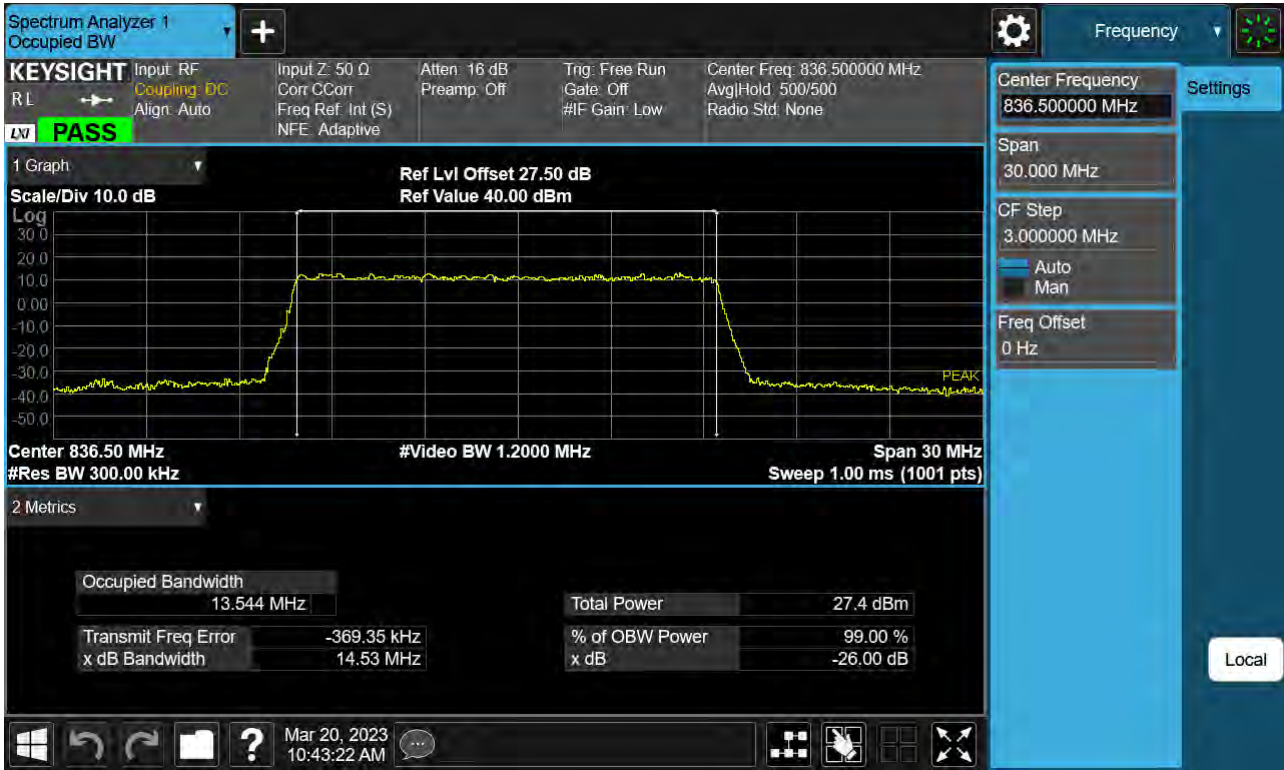 Spectrum Analyzer 1
Occupied BW
Frequency
KEYSIGHT
RL
LXI PASS
Input: RF
Coupling: DC
Align: Auto
Input Z: 50 Ω
Corr CCorr
Freq Ref: Int (S)
NFE: Adaptive
Atten: 16 dB
Preamp: Off
Trig: Free Run
Gate: Off
#IF Gain: Low
Center Freq: 836.500000 MHz
Avg|Hold: 500/500
Radio Std: None
Center Frequency
836.500000 MHz
Settings
Span
30.000 MHz
CF Step
3.000000 MHz
Auto
Man
Freq Offset
0 Hz
Local
1 Graph
Scale/Div 10.0 dB
Ref Lvl Offset 27.50 dB
Ref Value 40.00 dBm
Log
30.0
20.0
10.0
0.00
-10.0
-20.0
-30.0
-40.0
-50.0
PEAK
Center 836.50 MHz
#Video BW 1.2000 MHz
Span 30 MHz
#Res BW 300.00 kHz
Sweep 1.00 ms (1001 pts)
2 Metrics
Occupied Bandwidth
13.544 MHz
Total Power 27.4 dBm
Transmit Freq Error -369.35 kHz
% of OBW Power 99.00 %
x dB Bandwidth 14.53 MHz
x dB -26.00 dB
?
Mar 20, 2023
10:43:22 AM